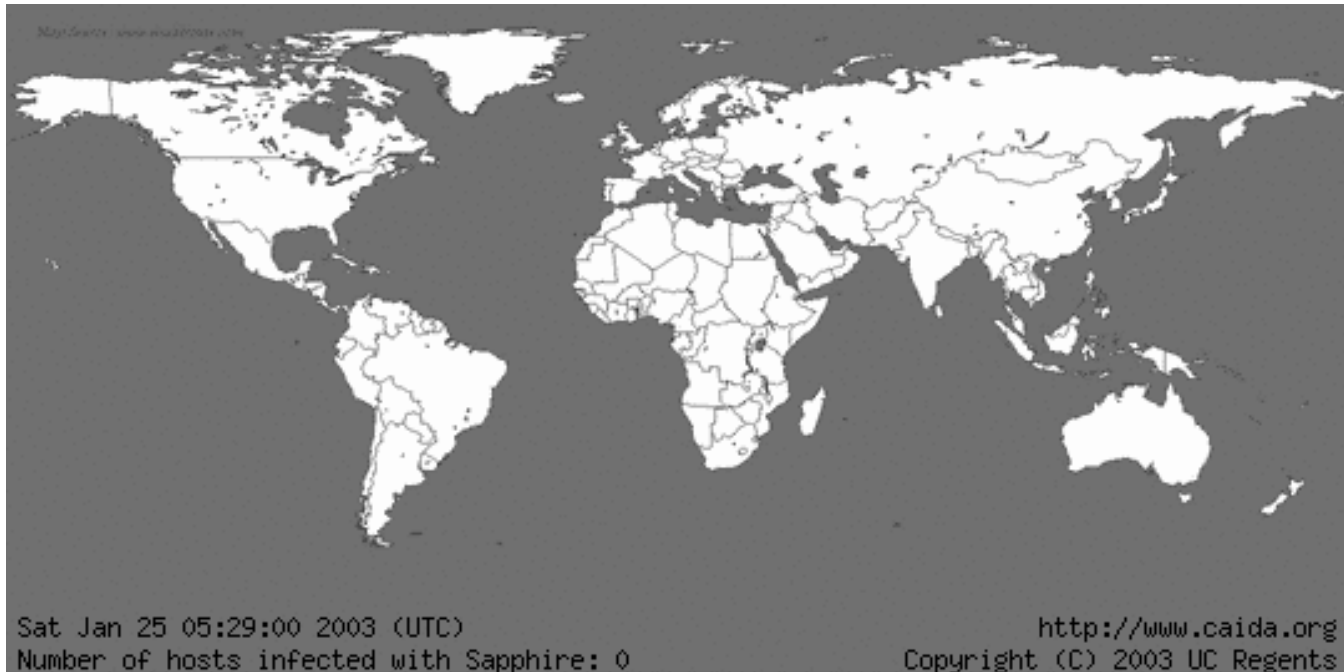 Sat Jan 25 05:29:00 2003 (UTC)
http://www.caida.org
Number of hosts infected with Sapphire: 0
Copyright (C) 2003 UC Regents